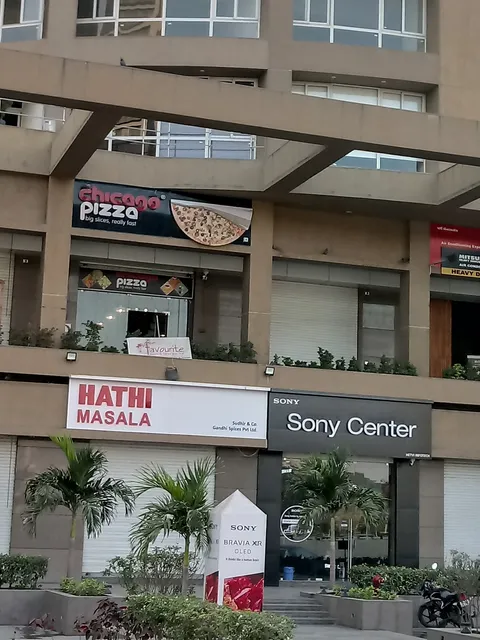 chicago
pizza
big slices, really fast
pizza
favourite
HATHI
MASALA
Sudhir & Co
Gandhi Spices Pvt Ltd.
SONY
Sony Center
SONY
BRAVIA XR
OLED
HEAVY D